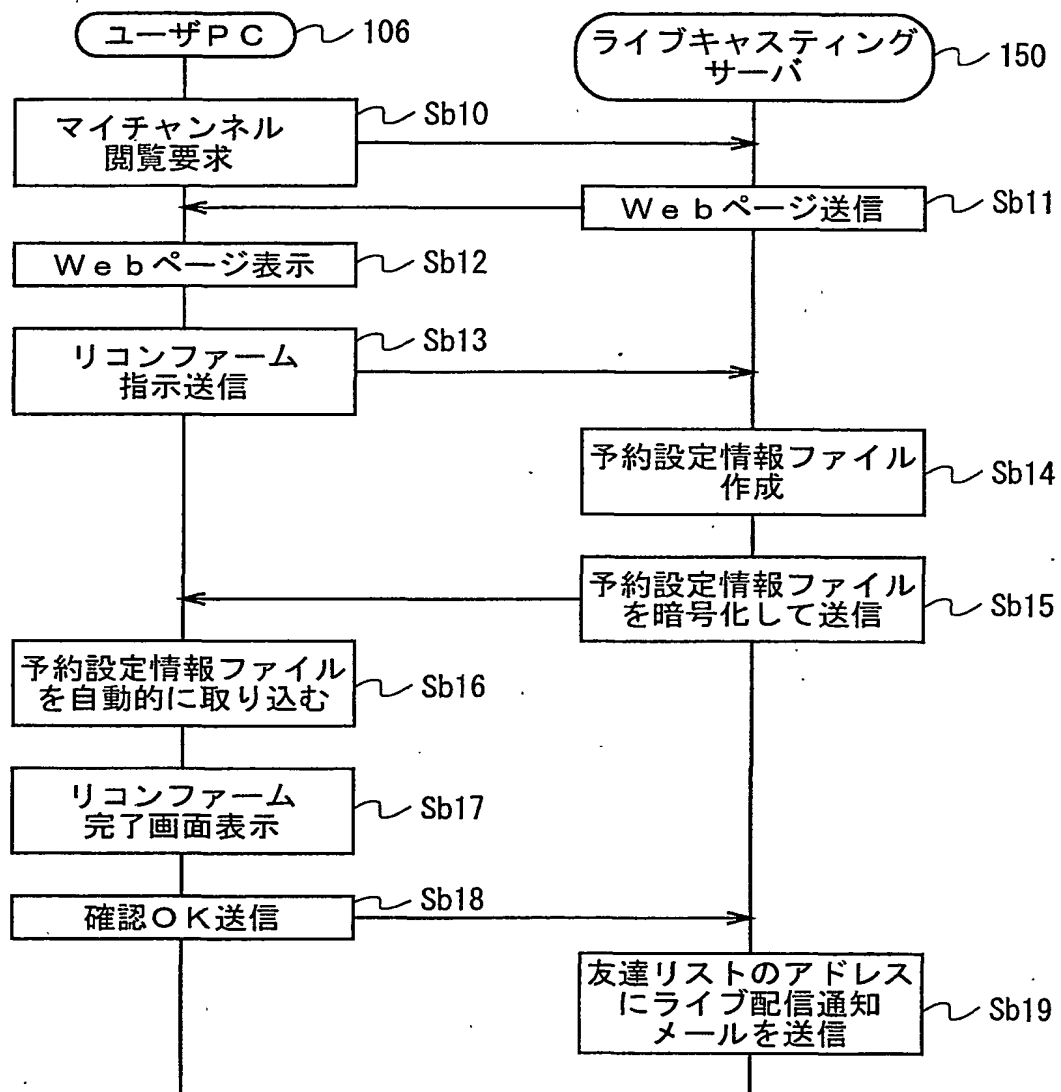 ユーザPC
106
ライブキャスティング
サーバ
150
マイチャンネル
閲覧要求
Sb10
Webページ送信
Sb11
Webページ表示
Sb12
リコンファーム
指示送信
Sb13
予約設定情報ファイル
作成
Sb14
予約設定情報ファイル
を暗号化して送信
Sb15
予約設定情報ファイル
を自動的に取り込む
Sb16
リコンファーム
完了画面表示
Sb17
確認OK送信
Sb18
友達リストのアドレス
にライブ配信通知
メールを送信
Sb19